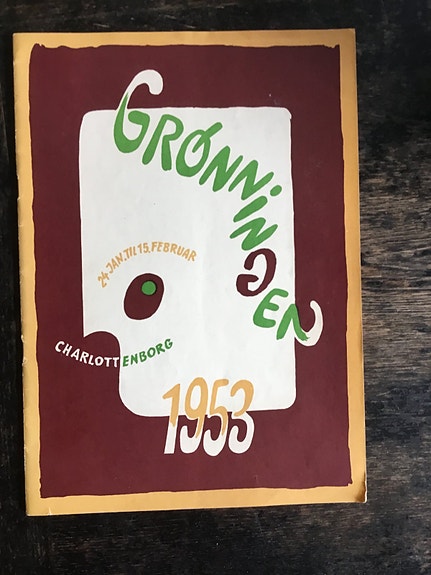 GRØNNINGEN
24. JAN. TIL 15. FEBRUAR
CHARLOTTENBORG
1953